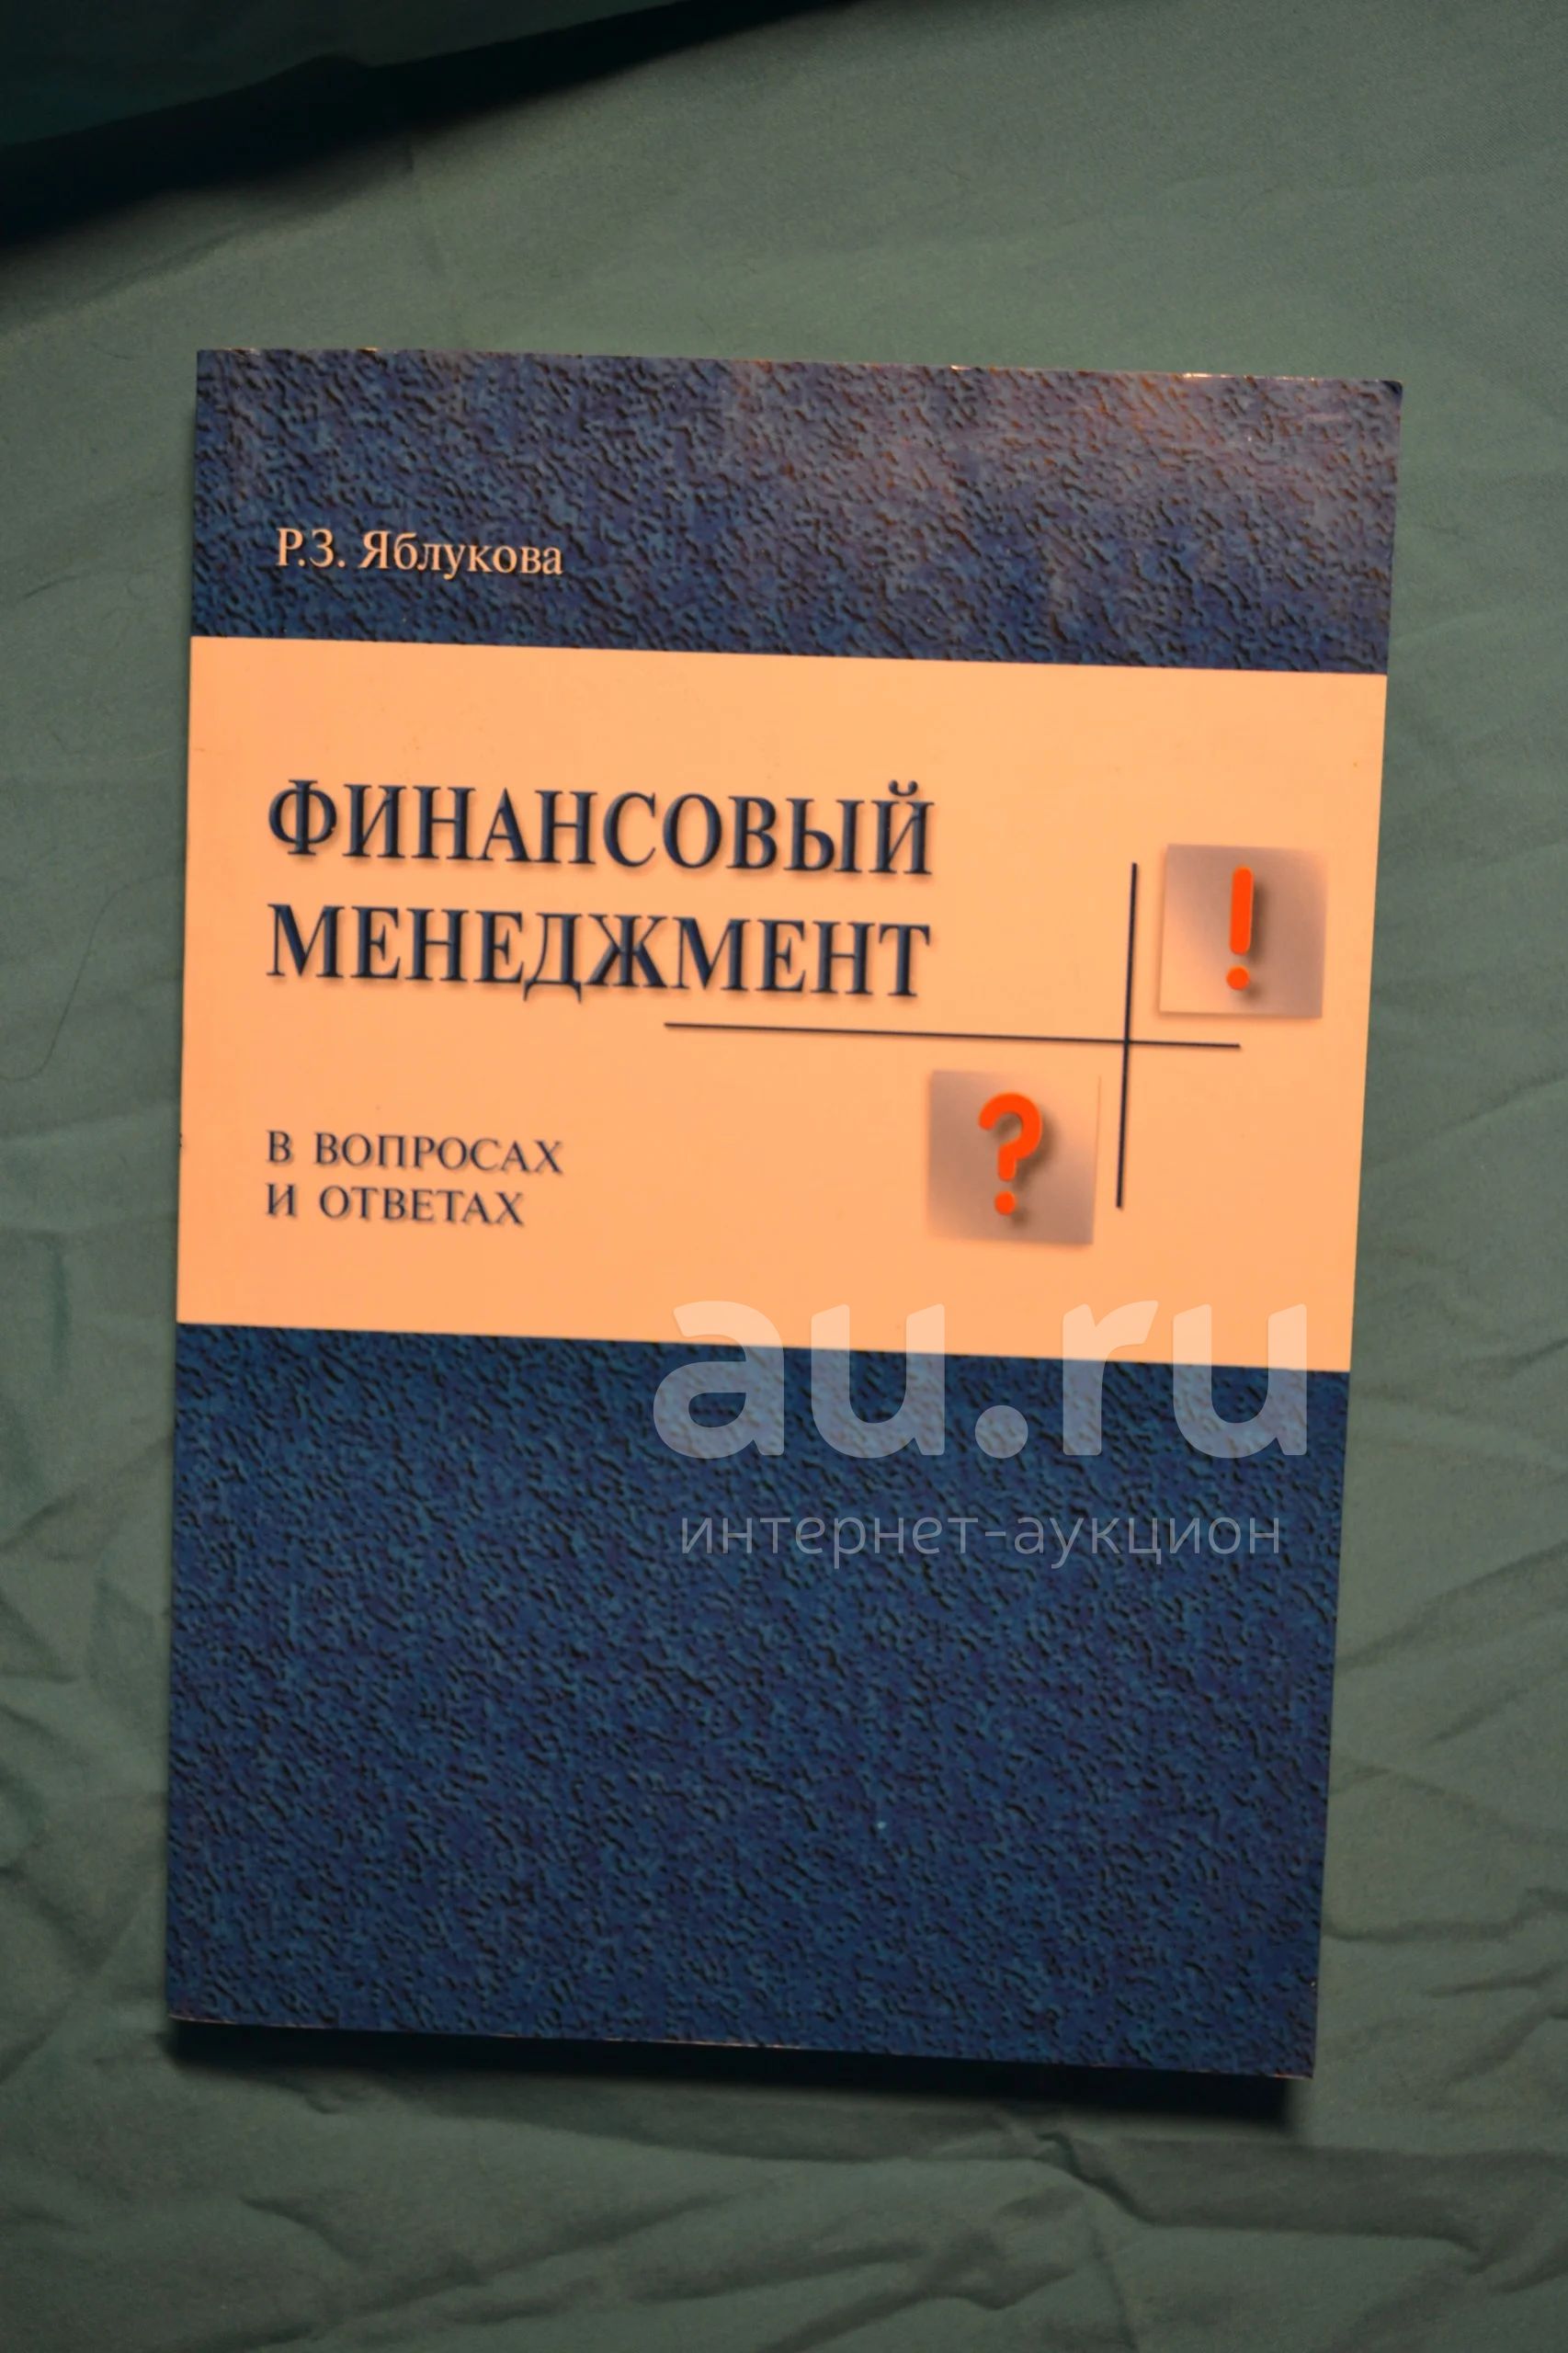 Р.З. Яблукова
ФИНАНСОВЫЙ
МЕНЕДЖМЕНТ
!
?
В ВОПРОСАХ
И ОТВЕТАХ
au.ru
интернет-аукцион